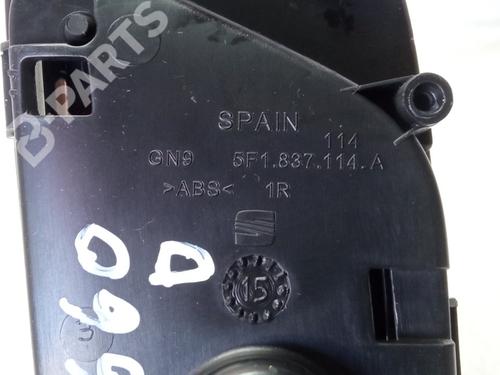 B-PARTS
SPAIN
114
GN9 5F1.837.114.A
>ABS< 1R
15